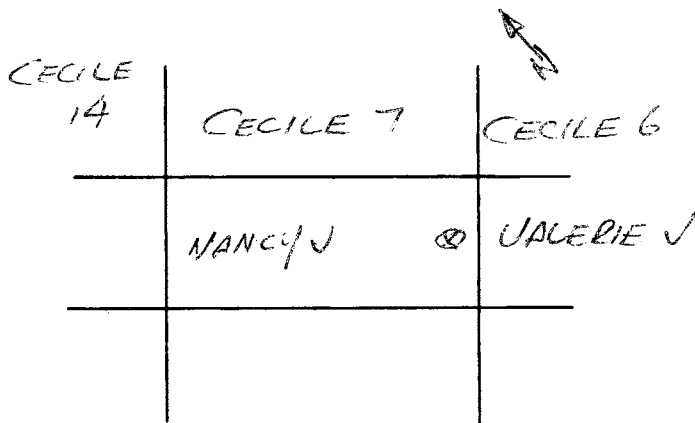 N
CECILE
14
CECILE 7
CECILE 6
NANCY J
VALERIE J